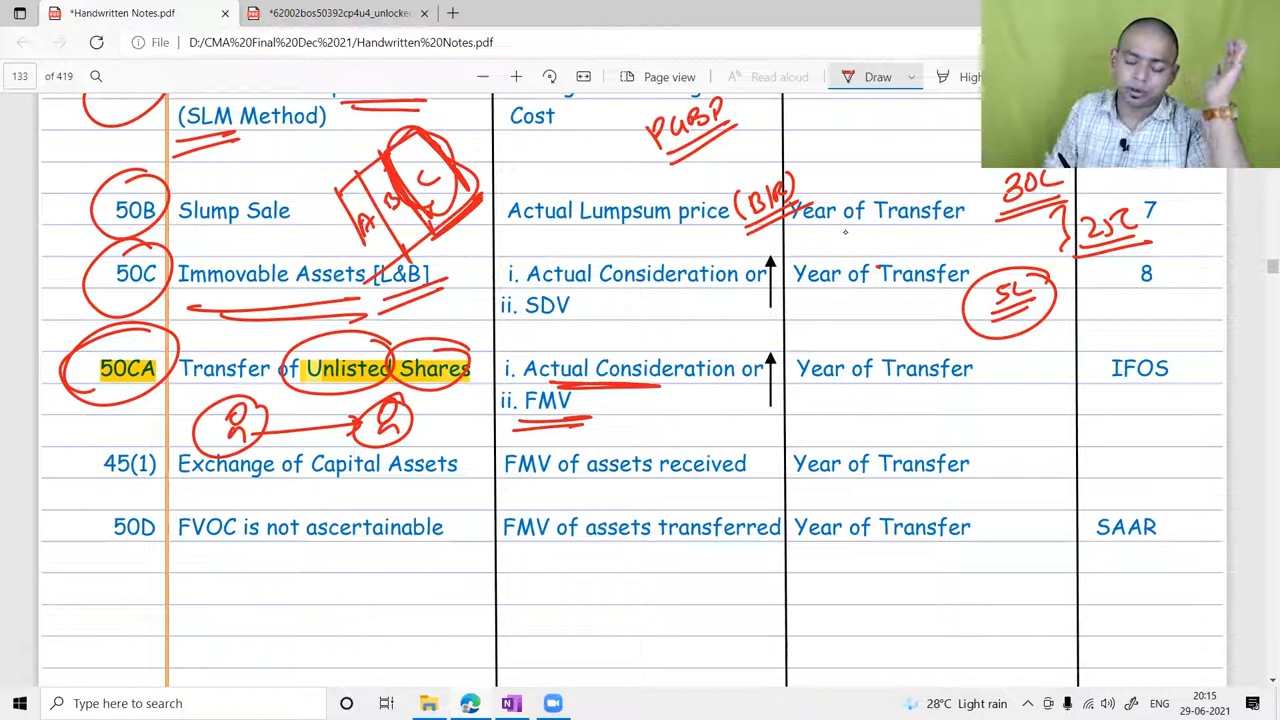 *Handwritten Notes.pdf
*62002bos50392cp4u4_unlocke
File D:/CMA%20Final%20Dec%2021/Handwritten%20Notes.pdf
133 of 419 Page view Read aloud Draw High
(SLM Method) Cost
PGBP
50B Slump Sale Actual Lumpsum price (B/R) Year of Transfer 7
A B C
30L
25L
50C Immovable Assets [L&B] i. Actual Consideration or Year of Transfer 8
ii. SDV
5L
50CA Transfer of Unlisted Shares i. Actual Consideration or Year of Transfer IFOS
ii. FMV
45(1) Exchange of Capital Assets FMV of assets received Year of Transfer
50D FVOC is not ascertainable FMV of assets transferred Year of Transfer SAAR
Type here to search
28°C Light rain
ENG
20:15
29-06-2021